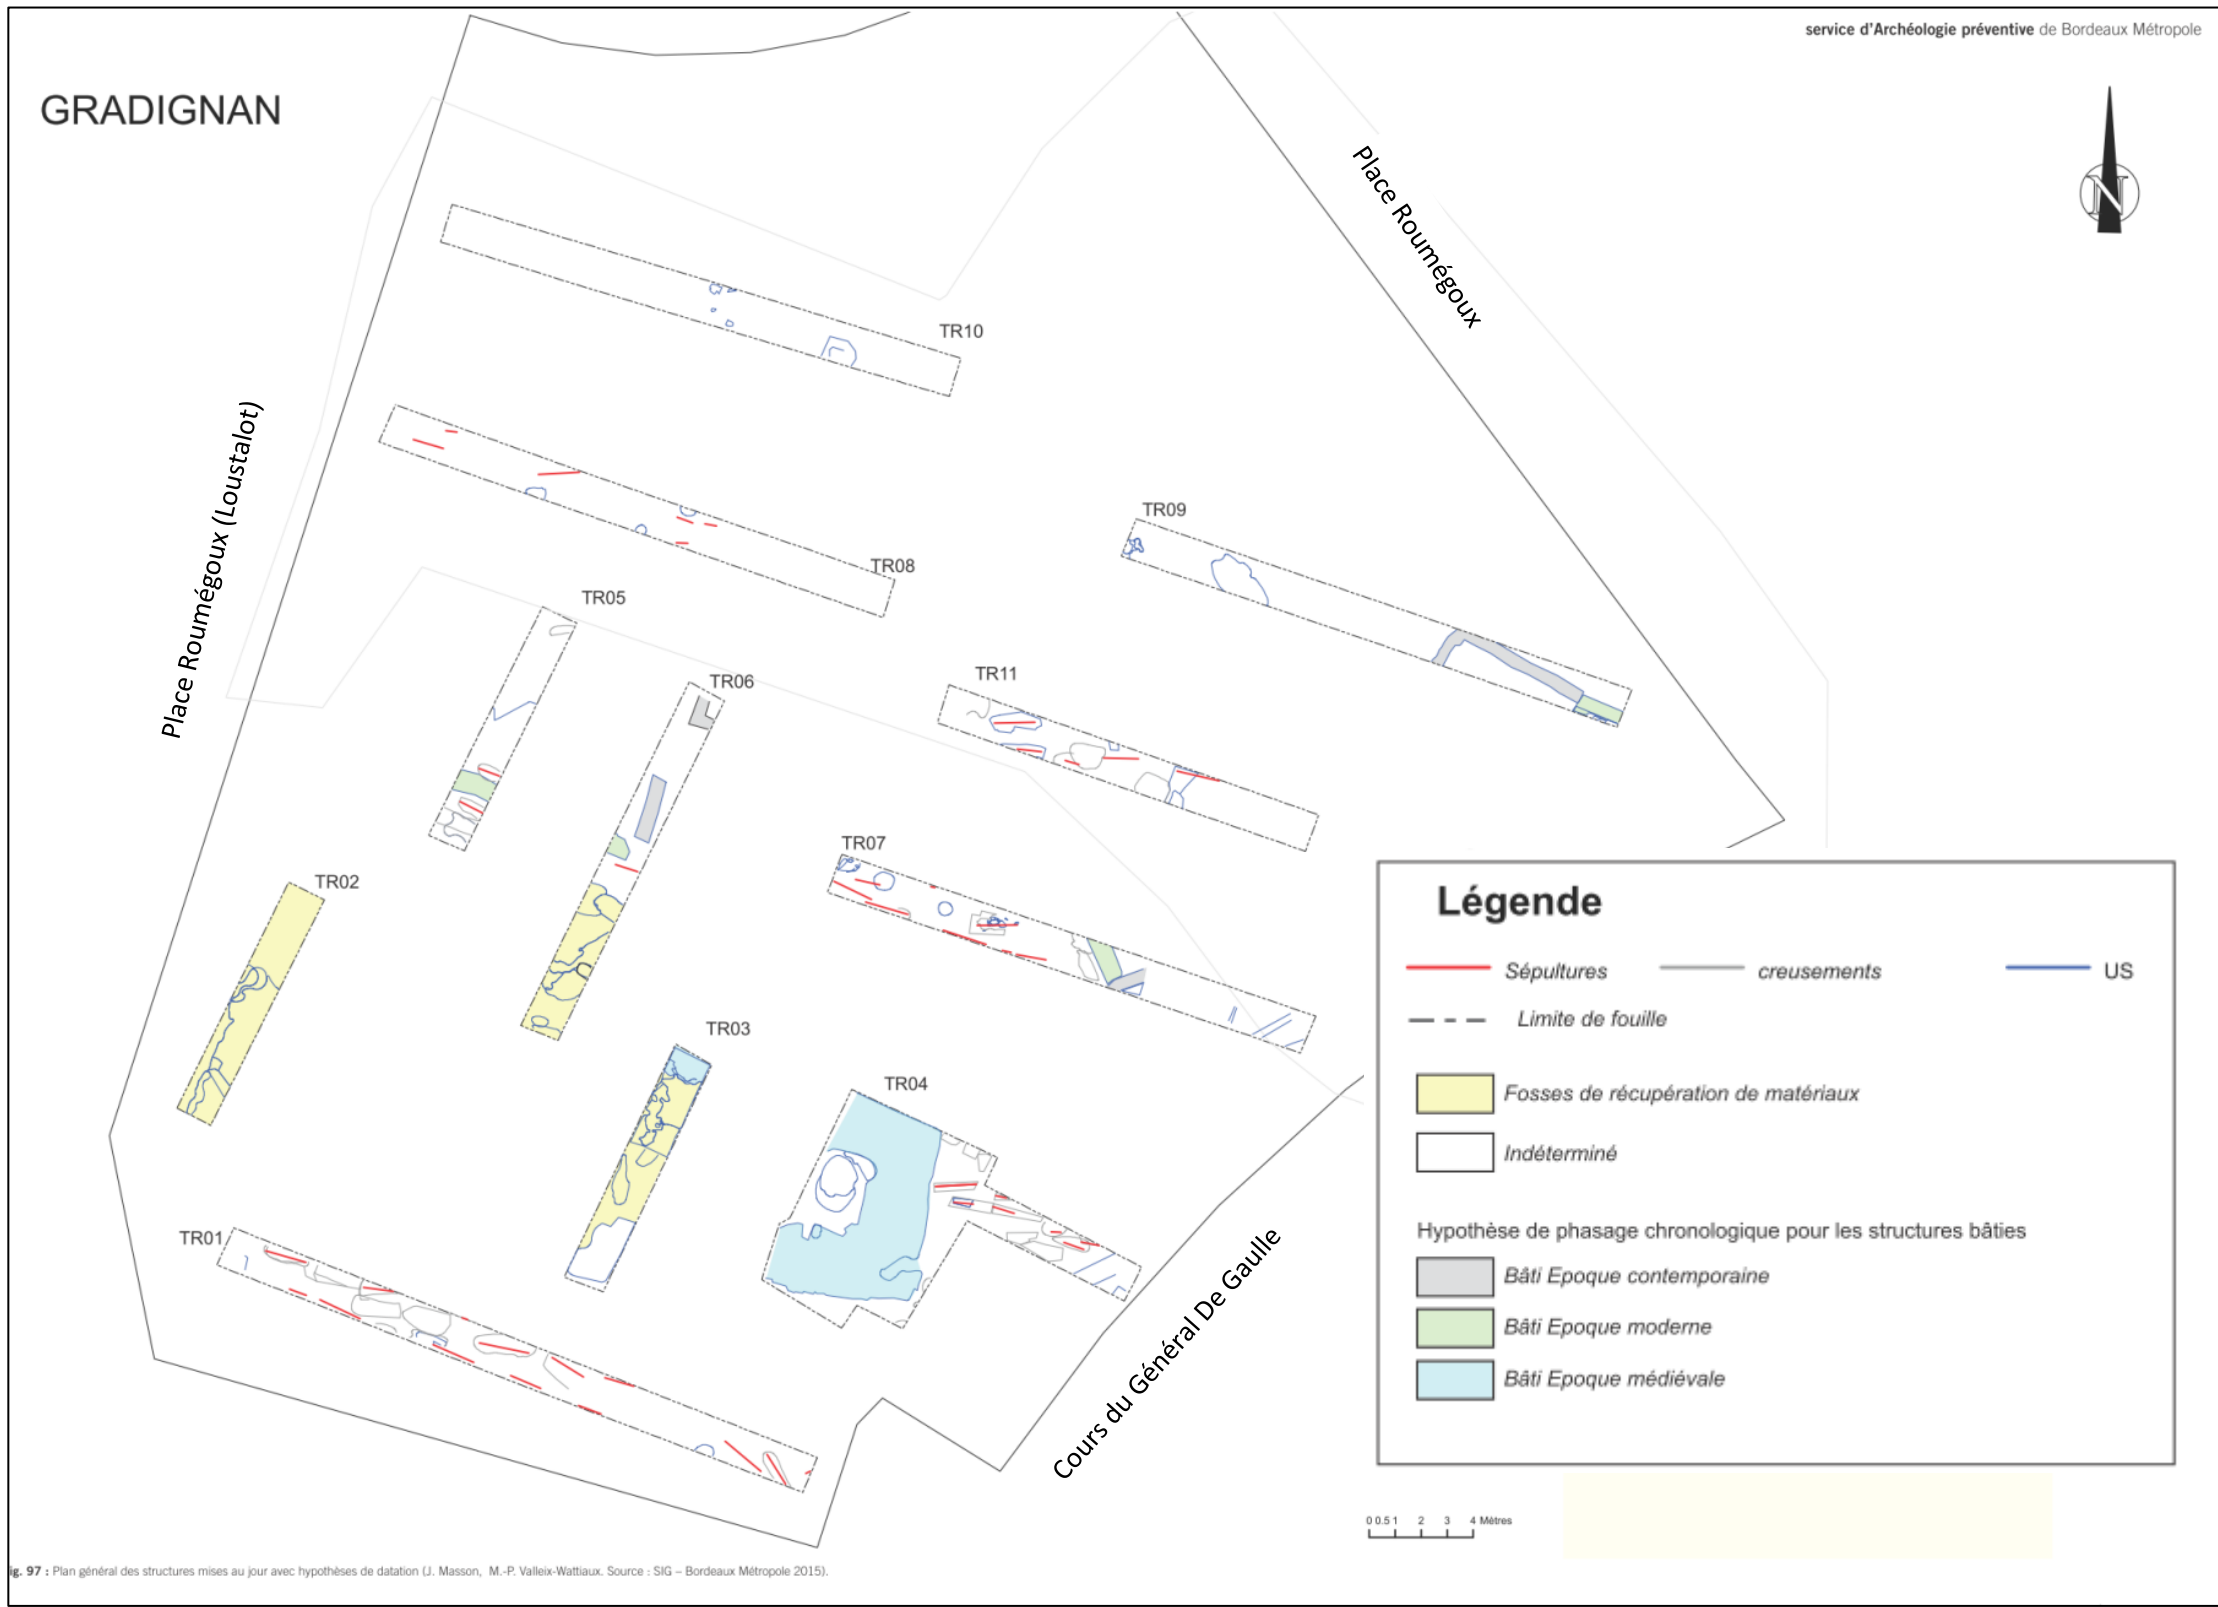 service d'Archéologie préventive de Bordeaux Métropole
GRADIGNAN
N
Place Roumégoux
TR10
Place Roumégoux (Loustalot)
TR09
TR08
TR05
TR11
TR06
TR07
TR02
TR03
TR04
TR01
Cours du Général De Gaulle
Légende
Sépultures
creusements
US
Limite de fouille
Fosses de récupération de matériaux
Indéterminé
Hypothèse de phasage chronologique pour les structures bâties
Bâti Epoque contemporaine
Bâti Epoque moderne
Bâti Epoque médiévale
0 0.5 1 2 3 4 Mètres
ig. 97 : Plan général des structures mises au jour avec hypothèses de datation (J. Masson, M.-P. Valleix-Wattiaux. Source : SIG – Bordeaux Métropole 2015).